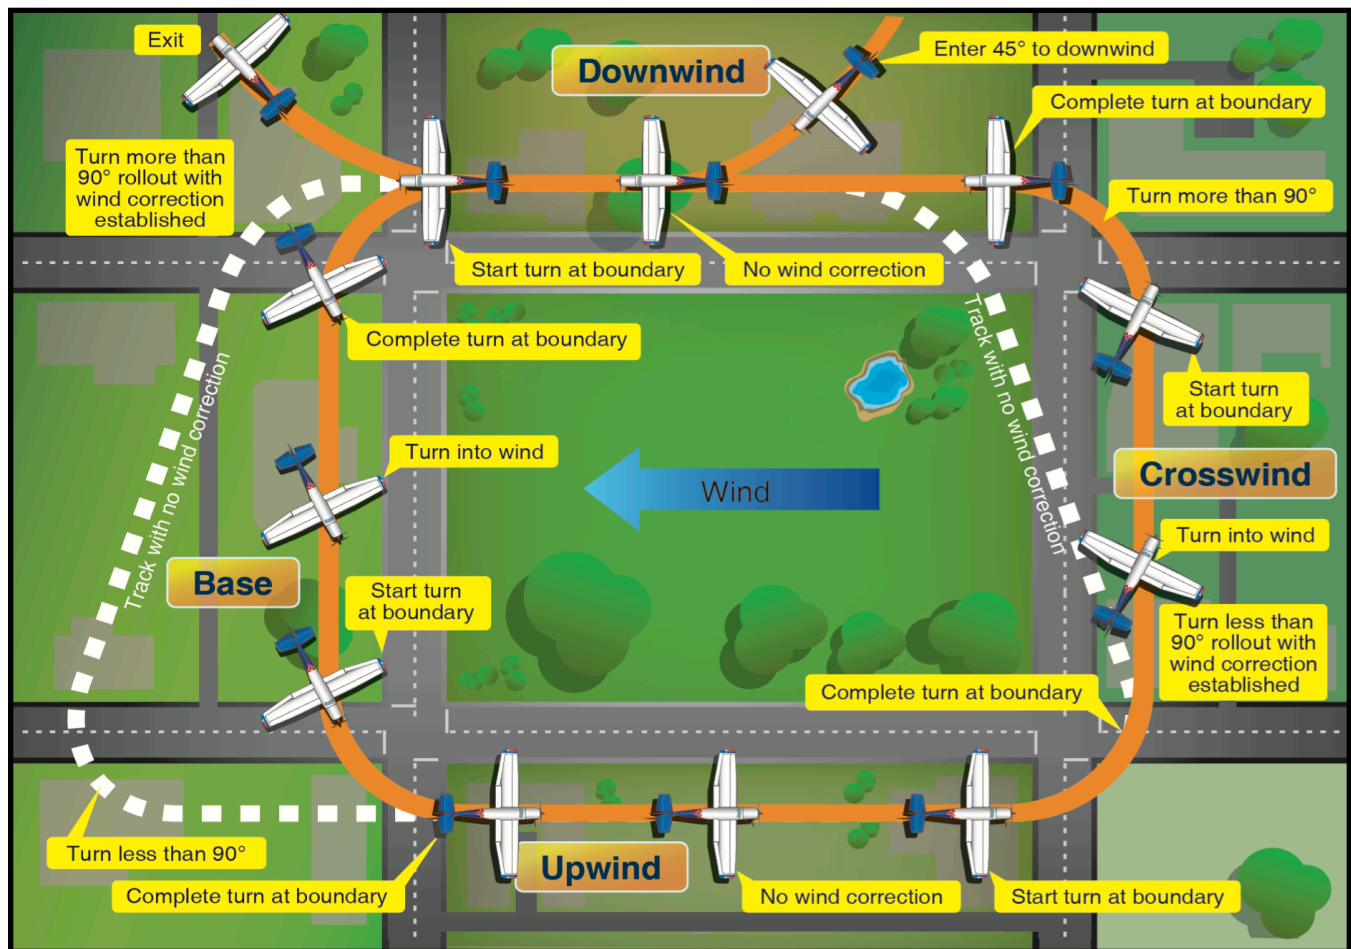 Exit
Downwind
Enter 45° to downwind
Complete turn at boundary
Turn more than
90° rollout with
wind correction
established
Turn more than 90°
Start turn at boundary
No wind correction
Complete turn at boundary
Track with no wind correction
Track with no wind correction
Start turn
at boundary
Turn into wind
Crosswind
Wind
Turn into wind
Base
Start turn
at boundary
Turn less than
90° rollout with
wind correction
established
Complete turn at boundary
Turn less than 90°
Upwind
Complete turn at boundary
No wind correction
Start turn at boundary